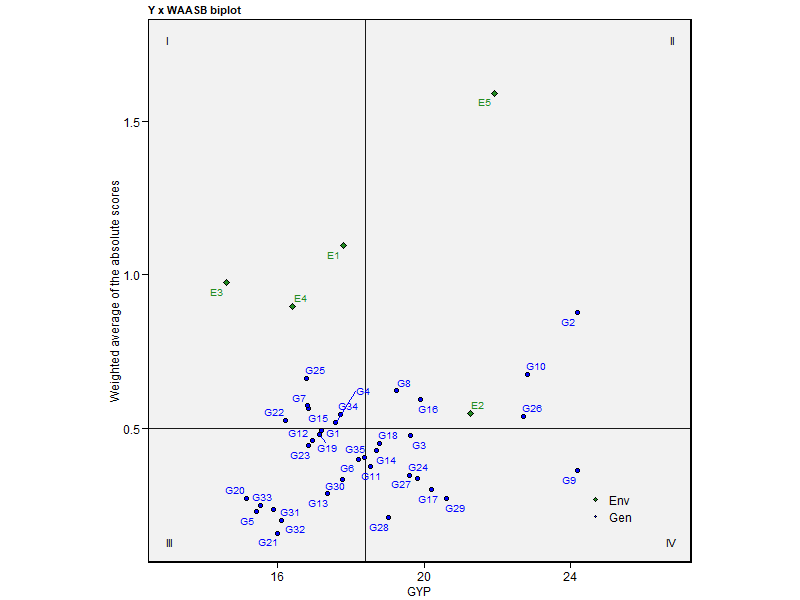 Y x WAASB biplot
I
II
E5
1.5
Weighted average of the absolute scores
E1
1.0
E3
E4
G2
G25
G10
G8
G4
G7
G34
G16
E2
G26
G22
G15
0.5
G12
G1
G18
G3
G23
G19
G35
G14
G6
G11
G24
G27
G9
G20
G30
G33
G13
G17
G29
G5
G31
G32
G28
G21
Env
Gen
III
IV
16
20
24
GYP